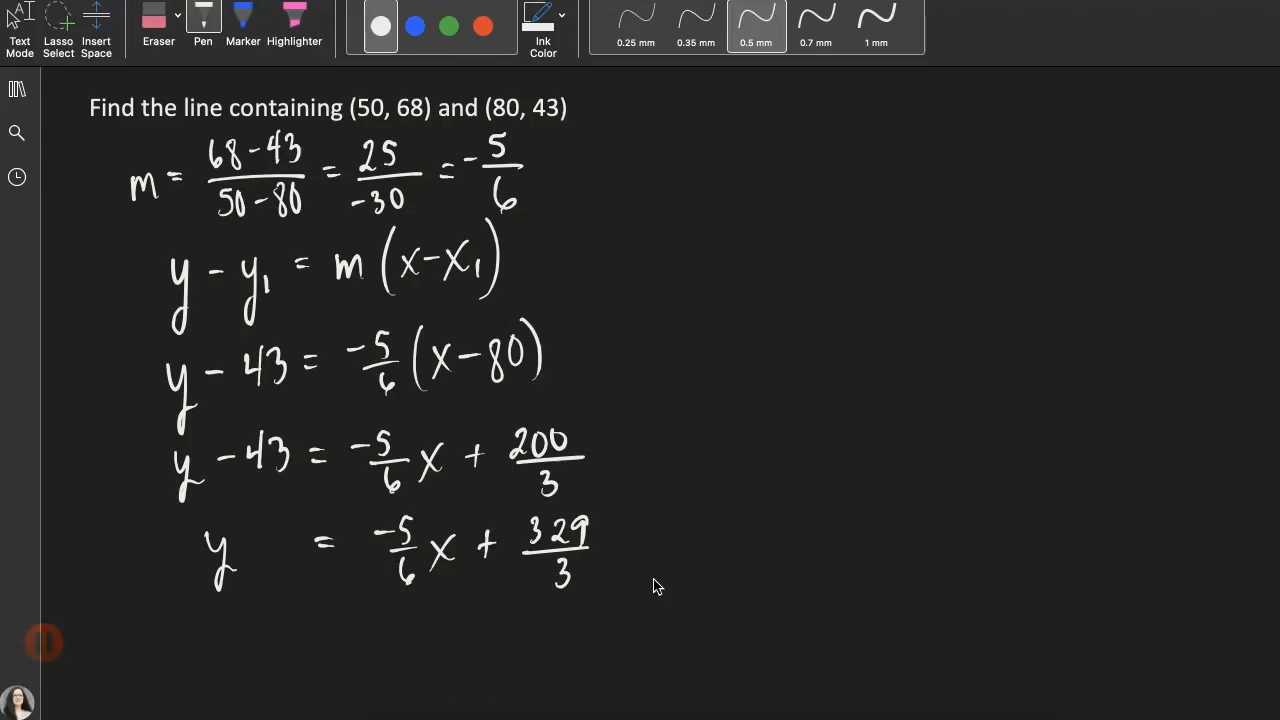 Text Mode
Lasso Select
Insert Space
Eraser
Pen
Marker
Highlighter
Ink Color
0.25 mm
0.35 mm
0.5 mm
0.7 mm
1 mm
Find the line containing (50, 68) and (80, 43)
m = (68 - 43)/(50 - 80) = 25/-30 = -5/6
y - y₁ = m(x - x₁)
y - 43 = -5/6 (x - 80)
y - 43 = -5/6 x + 200/3
y = -5/6 x + 329/3